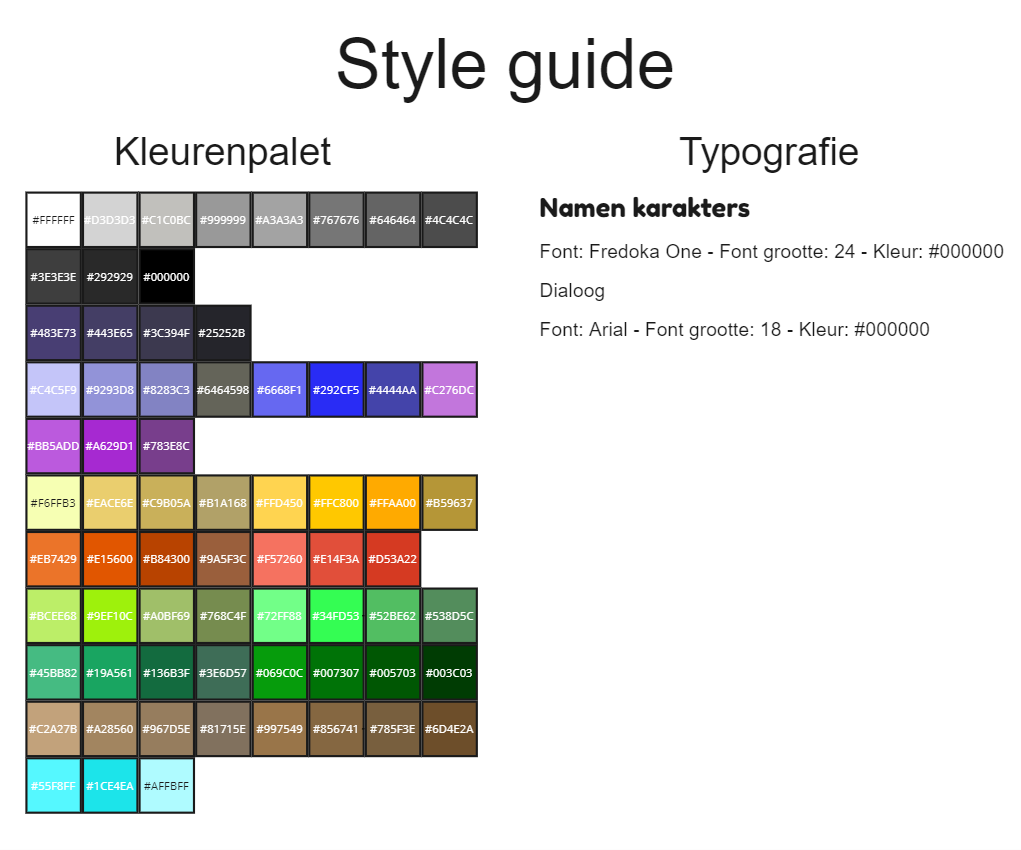 Style guide
Kleurenpalet
#FFFFFF #D3D3D3 #C1C0BC #999999 #A3A3A3 #767676 #646464 #4C4C4C
#3E3E3E #292929 #000000
#483E73 #443E65 #3C394F #25252B
#C4C5F9 #9293D8 #8283C3 #6464598 #6668F1 #292CF5 #4444AA #C276DC
#BB5ADD #A629D1 #783E8C
#F6FFB3 #EACE6E #C9B05A #B1A168 #FFD450 #FFC800 #FFAA00 #B59637
#EB7429 #E15600 #B84300 #9A5F3C #F57260 #E14F3A #D53A22
#BCEE68 #9EF10C #A0BF69 #768C4F #72FF88 #34FD53 #52BE62 #538D5C
#45BB82 #19A561 #136B3F #3E6D57 #069C0C #007307 #005703 #003C03
#C2A27B #A28560 #967D5E #81715E #997549 #856741 #785F3E #6D4E2A
#55F8FF #1CE4EA #AFFBFF
Typografie
Namen karakters
Font: Fredoka One - Font grootte: 24 - Kleur: #000000
Dialoog
Font: Arial - Font grootte: 18 - Kleur: #000000